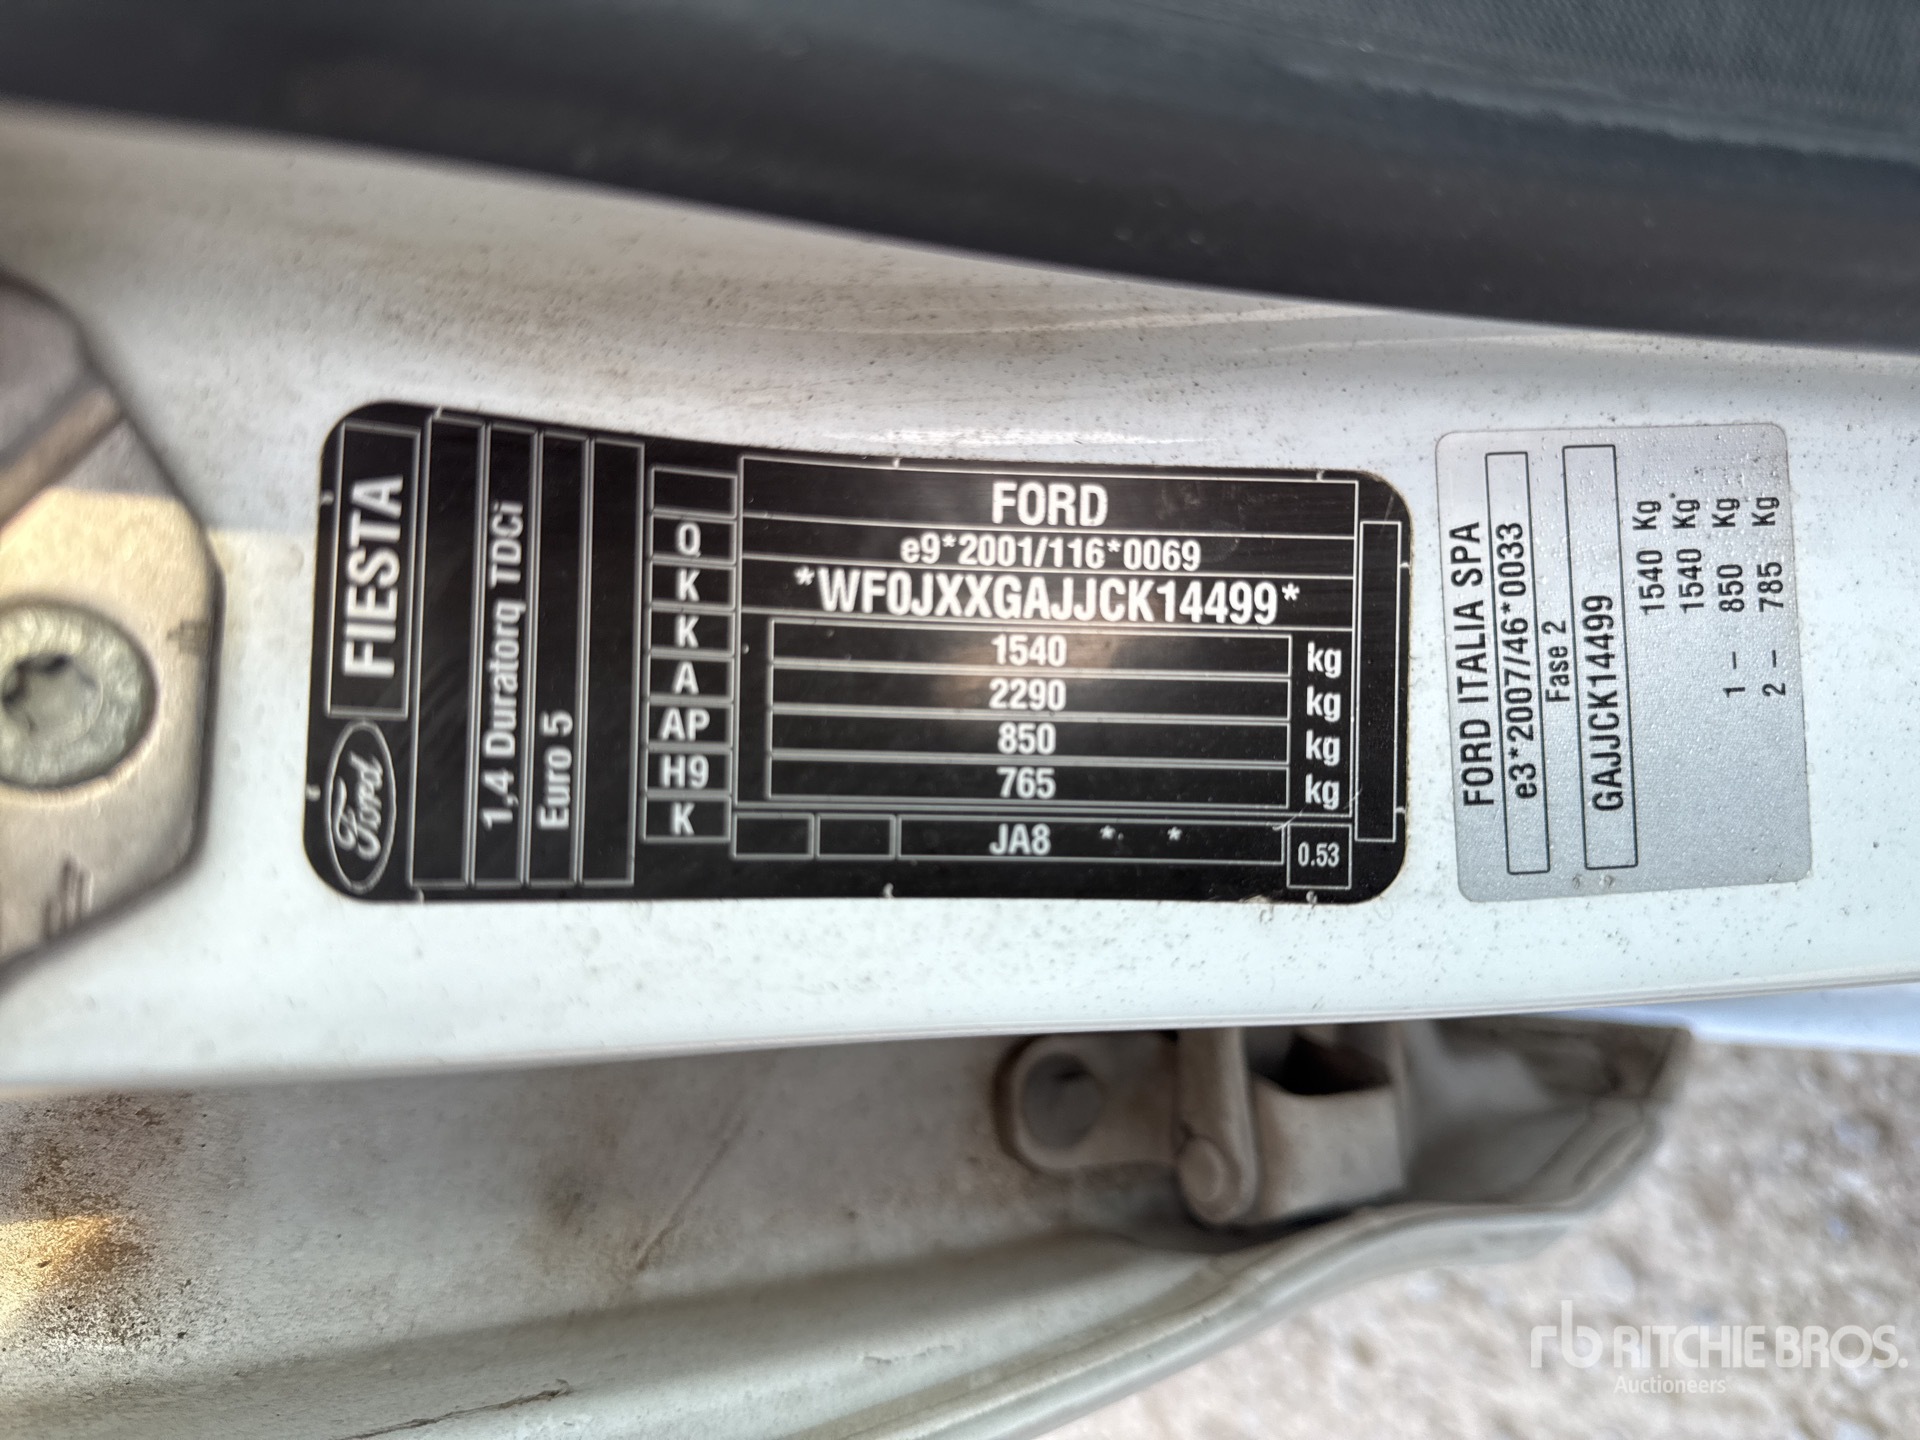 Ford FIESTA
1,4 Duratorq TDCi
Euro 5
Q
K
K
A
AP
H9
K
FORD
e9*2001/116*0069
*WF0JXXGAJJCK14499*
1540 kg
2290 kg
850 kg
765 kg
JA8 * *
0.53
FORD ITALIA SPA
e3*2007/46*0033
Fase 2
GAJJCK14499
1540 Kg
1540 Kg
1 – 850 Kg
2 – 785 Kg
rb RITCHIE BROS.
Auctioneers